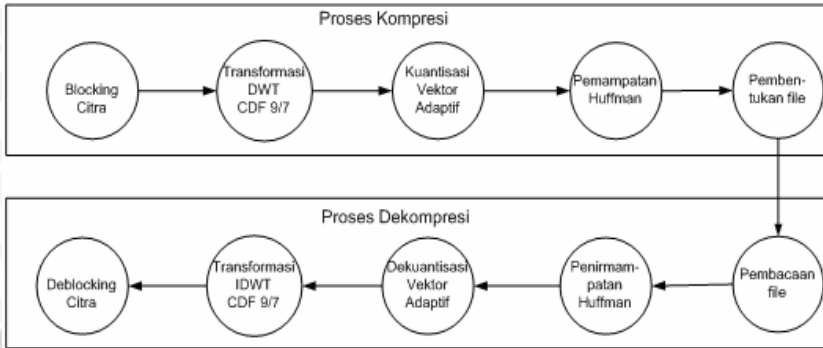 Proses Kompresi
Blocking
Citra
Transformasi
DWT
CDF 9/7
Kuantisasi
Vektor
Adaptif
Pemampatan
Huffman
Pemben-
tukan file
Proses Dekompresi
Deblocking
Citra
Transformasi
IDWT
CDF 9/7
Dekuantisasi
Vektor
Adaptif
Penirmam-
patan
Huffman
Pembacaan
file